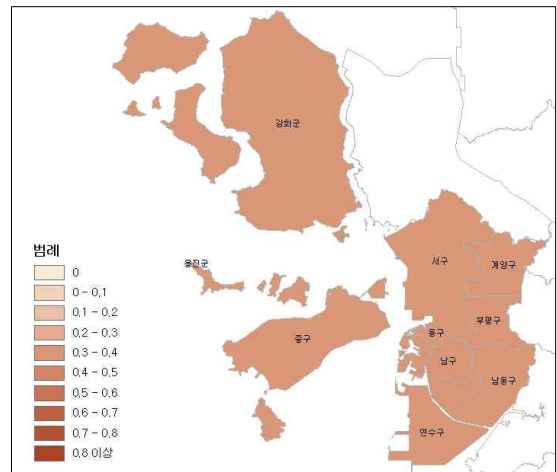 강화군
옹진군
서구
계양구
부평구
동구
중구
남구
남동구
연수구
범례
0
0 - 0,1
0.1 - 0.2
0.2 - 0.3
0.3 - 0.4
0.4 - 0.5
0.5 - 0.6
0.6 - 0.7
0.7 - 0.8
0.8 이상